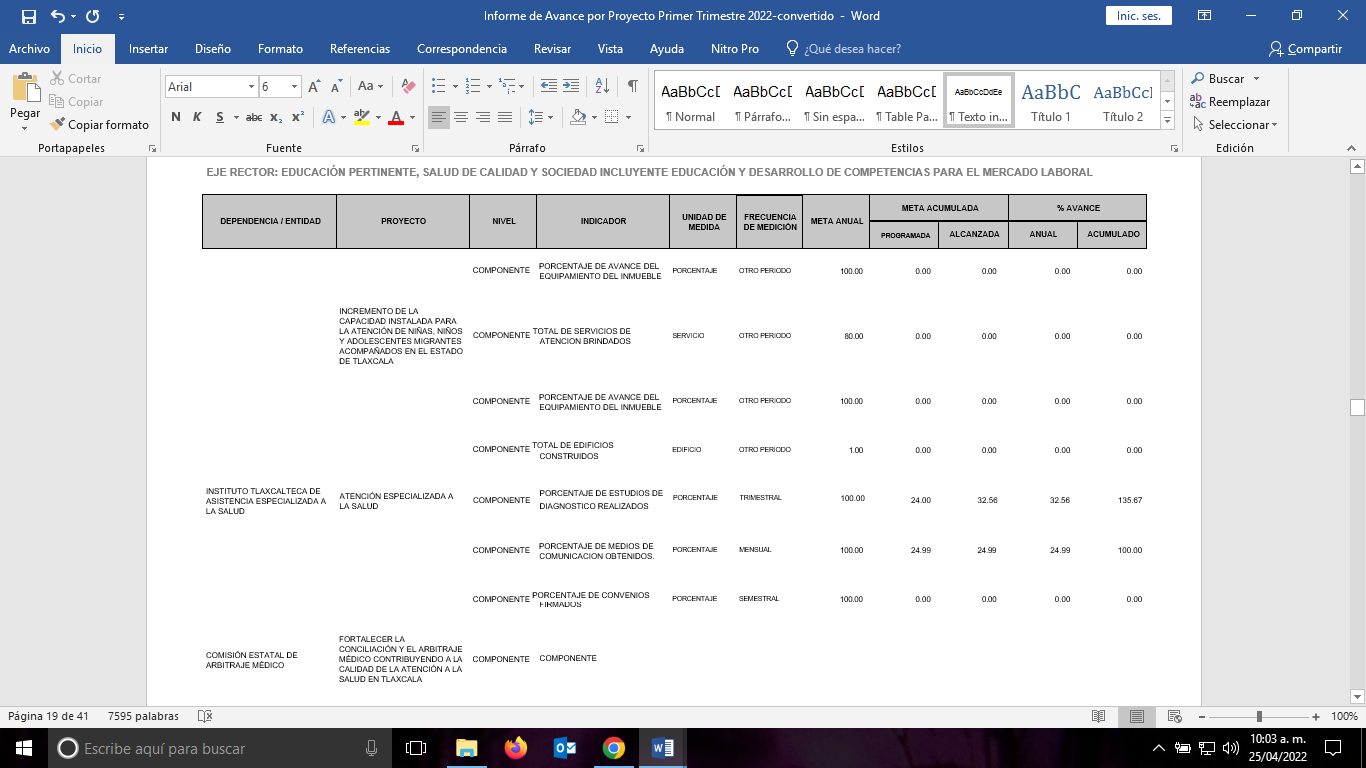 Informe de Avance por Proyecto Primer Trimestre 2022-convertido - Word
Inic. ses.
Archivo Inicio Insertar Diseño Formato Referencias Correspondencia Revisar Vista Ayuda Nitro Pro ¿Qué desea hacer? Compartir
Pegar
Cortar
Copiar
Copiar formato
Portapapeles
Arial 6
N K S abc x₂ x²
Fuente
Párrafo
AaBbCcD AaBbCcD AaBbCcD AaBbCcD AaBbCcDdEe AaBbC AaBbCcI
¶ Normal ¶ Párrafo... ¶ Sin espa... ¶ Table Pa... ¶ Texto in... Título 1 Título 2
Estilos
Buscar
Reemplazar
Seleccionar
Edición
EJE RECTOR: EDUCACIÓN PERTINENTE, SALUD DE CALIDAD Y SOCIEDAD INCLUYENTE EDUCACIÓN Y DESARROLLO DE COMPETENCIAS PARA EL MERCADO LABORAL
DEPENDENCIA / ENTIDAD PROYECTO NIVEL INDICADOR
UNIDAD DE
MEDIDA
FRECUENCIA
DE MEDICIÓN
META ANUAL
META ACUMULADA % AVANCE
PROGRAMADA ALCANZADA ANUAL ACUMULADO
COMPONENTE
PORCENTAJE DE AVANCE DEL
EQUIPAMIENTO DEL INMUEBLE
PORCENTAJE OTRO PERIODO 100.00 0.00 0.00 0.00 0.00
INCREMENTO DE LA
CAPACIDAD INSTALADA PARA
LA ATENCIÓN DE NIÑAS, NIÑOS
Y ADOLESCENTES MIGRANTES
ACOMPAÑADOS EN EL ESTADO
DE TLAXCALA
COMPONENTE
TOTAL DE SERVICIOS DE
ATENCION BRINDADOS
SERVICIO OTRO PERIODO 80.00 0.00 0.00 0.00 0.00
COMPONENTE
PORCENTAJE DE AVANCE DEL
EQUIPAMIENTO DEL INMUEBLE
PORCENTAJE OTRO PERIODO 100.00 0.00 0.00 0.00 0.00
COMPONENTE
TOTAL DE EDIFICIOS
CONSTRUIDOS
EDIFICIO OTRO PERIODO 1.00 0.00 0.00 0.00 0.00
INSTITUTO TLAXCALTECA DE
ASISTENCIA ESPECIALIZADA A
LA SALUD
ATENCIÓN ESPECIALIZADA A
LA SALUD
COMPONENTE
PORCENTAJE DE ESTUDIOS DE
DIAGNOSTICO REALIZADOS
PORCENTAJE TRIMESTRAL 100.00 24.00 32.56 32.56 135.67
COMPONENTE
PORCENTAJE DE MEDIOS DE
COMUNICACION OBTENIDOS.
PORCENTAJE MENSUAL 100.00 24.99 24.99 24.99 100.00
COMPONENTE
PORCENTAJE DE CONVENIOS
FIRMADOS
PORCENTAJE SEMESTRAL 100.00 0.00 0.00 0.00 0.00
COMISIÓN ESTATAL DE
ARBITRAJE MÉDICO
FORTALECER LA
CONCILIACIÓN Y EL ARBITRAJE
MÉDICO CONTRIBUYENDO A LA
CALIDAD DE LA ATENCIÓN A LA
SALUD EN TLAXCALA
COMPONENTE COMPONENTE
Página 19 de 41 7595 palabras 100%
Escribe aquí para buscar
10:03 a. m.
25/04/2022